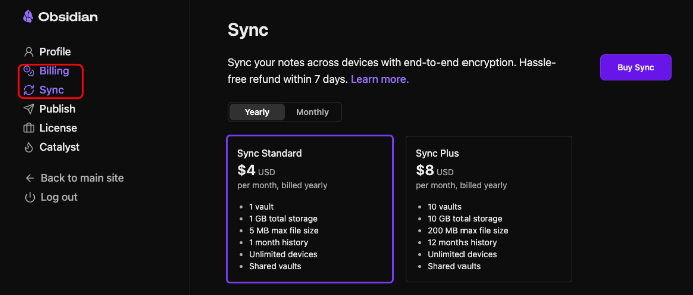 Obsidian
Profile
Billing
Sync
Publish
License
Catalyst
Back to main site
Log out
Sync
Sync your notes across devices with end-to-end encryption. Hassle-
free refund within 7 days. Learn more.
Buy Sync
Yearly
Monthly
Sync Standard
$4 USD
per month, billed yearly
• 1 vault
• 1 GB total storage
• 5 MB max file size
• 1 month history
• Unlimited devices
• Shared vaults
Sync Plus
$8 USD
per month, billed yearly
• 10 vaults
• 10 GB total storage
• 200 MB max file size
• 12 months history
• Unlimited devices
• Shared vaults